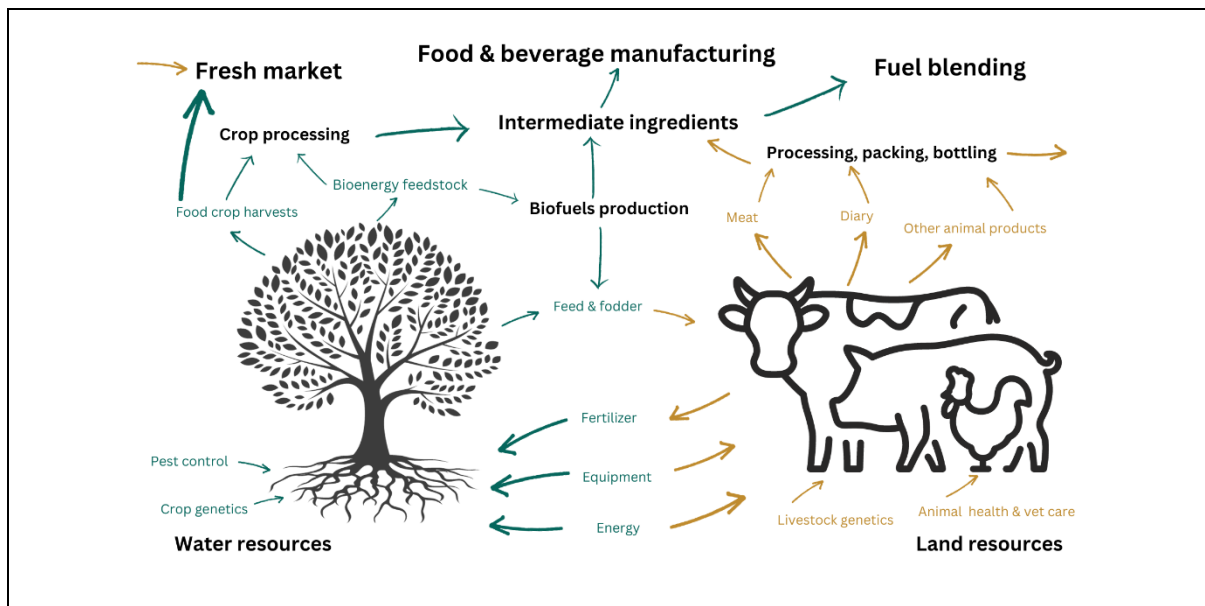 Food & beverage manufacturing
Fresh market
Fuel blending
Crop processing
Intermediate ingredients
Processing, packing, bottling
Bioenergy feedstock
Food crop harvests
Biofuels production
Meat
Diary
Other animal products
Feed & fodder
Fertilizer
Pest control
Equipment
Crop genetics
Energy
Livestock genetics
Animal health & vet care
Water resources
Land resources